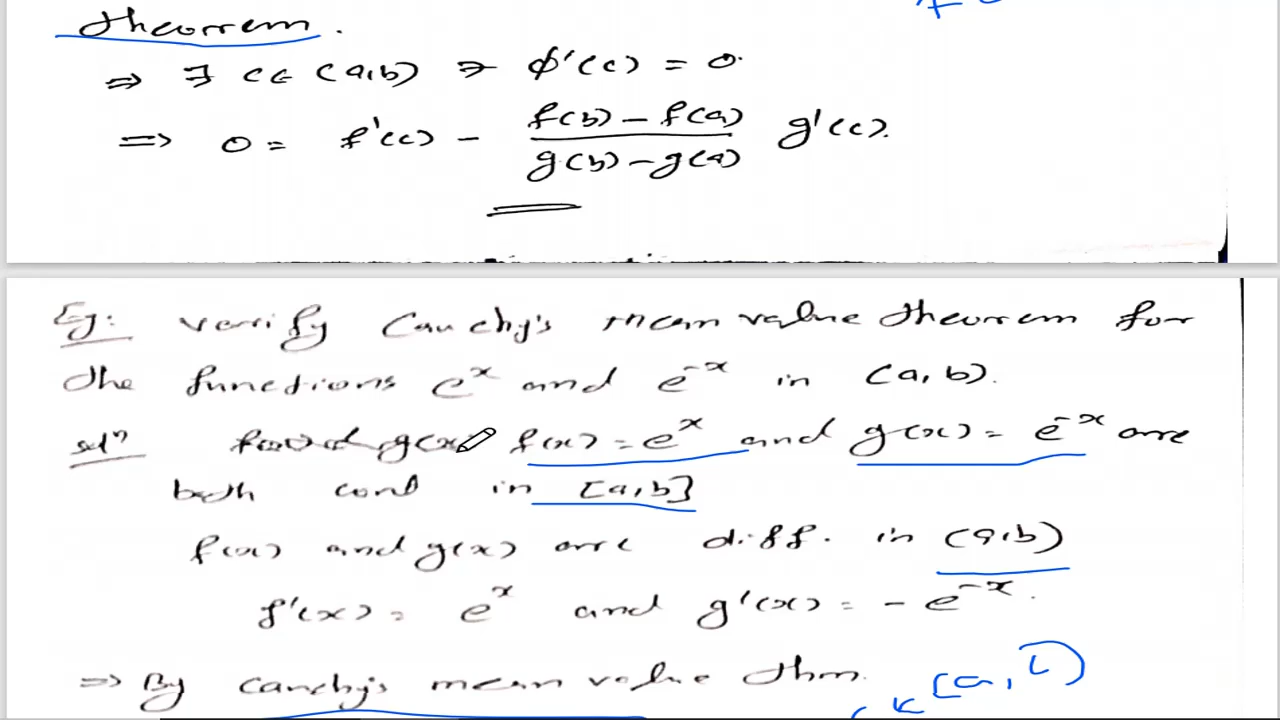 theorrem.
⇒ ∃ c ∈ (a,b) ∋ φ'(c) = 0.
⇒ 0 = f'(c) - (f(b) - f(a))/(g(b) - g(a)) g'(c).
Eg: verify Cauchy's mean value theorem for
the functions e^x and e^-x in (a, b).
sol^n f(x) = e^x and g(x) = e^-x are
both cont in [a,b]
f(x) and g(x) are diff. in (a,b)
f'(x) = e^x and g'(x) = - e^-x.
⇒ By Cauchy's mean value thm.